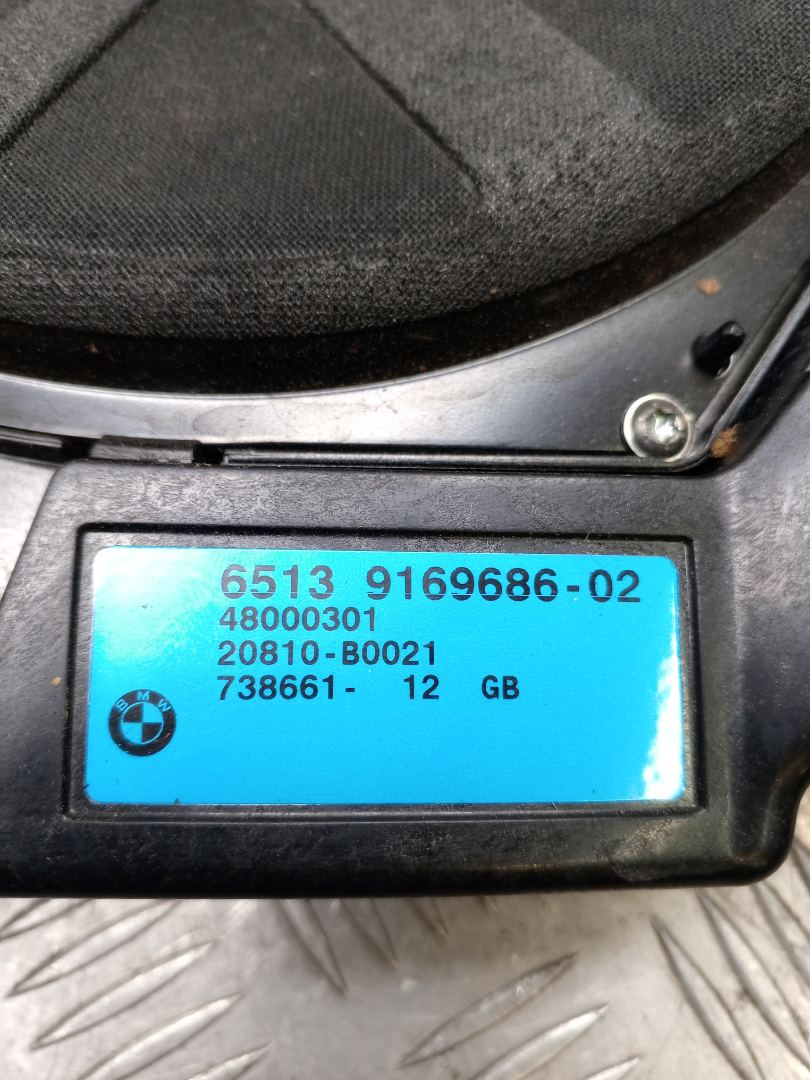 6513 9169686-02
48000301
20810-B0021
738661- 12 GB
BMW